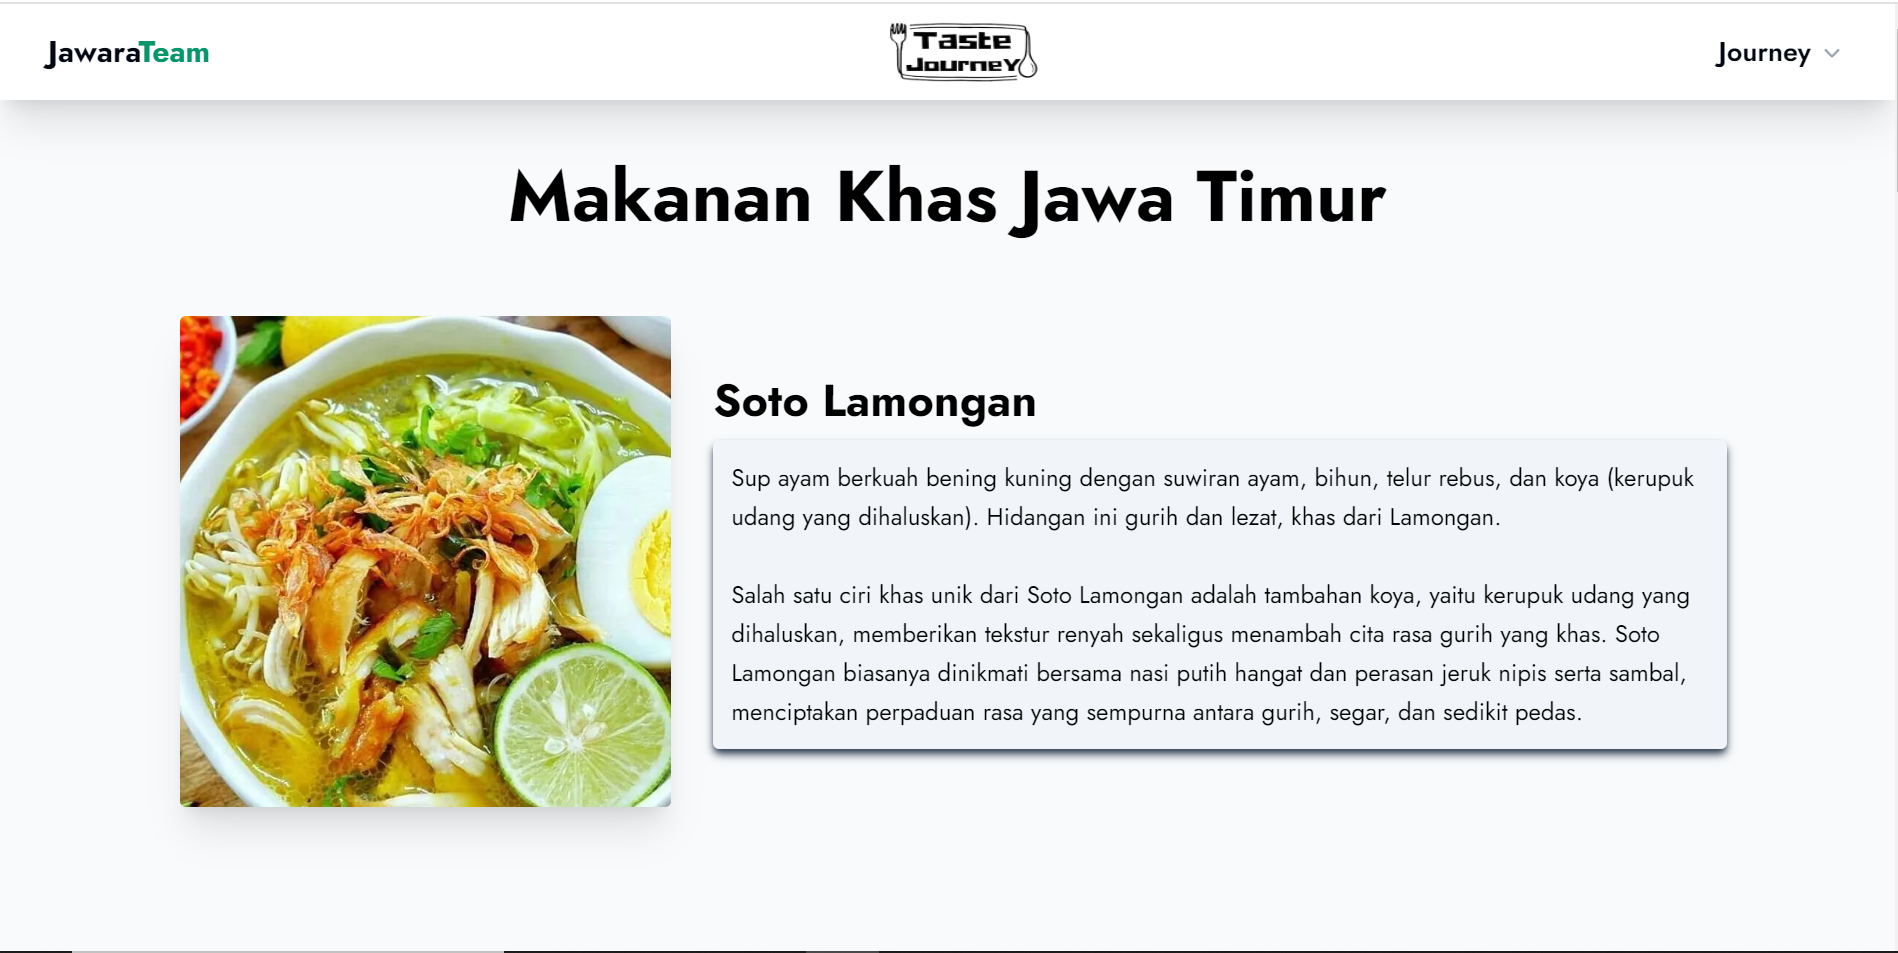 JawaraTeam
Taste
Journey
Journey
Makanan Khas Jawa Timur
Soto Lamongan
Sup ayam berkuah bening kuning dengan suwiran ayam, bihun, telur rebus, dan koya (kerupuk
udang yang dihaluskan). Hidangan ini gurih dan lezat, khas dari Lamongan.
Salah satu ciri khas unik dari Soto Lamongan adalah tambahan koya, yaitu kerupuk udang yang
dihaluskan, memberikan tekstur renyah sekaligus menambah cita rasa gurih yang khas. Soto
Lamongan biasanya dinikmati bersama nasi putih hangat dan perasan jeruk nipis serta sambal,
menciptakan perpaduan rasa yang sempurna antara gurih, segar, dan sedikit pedas.